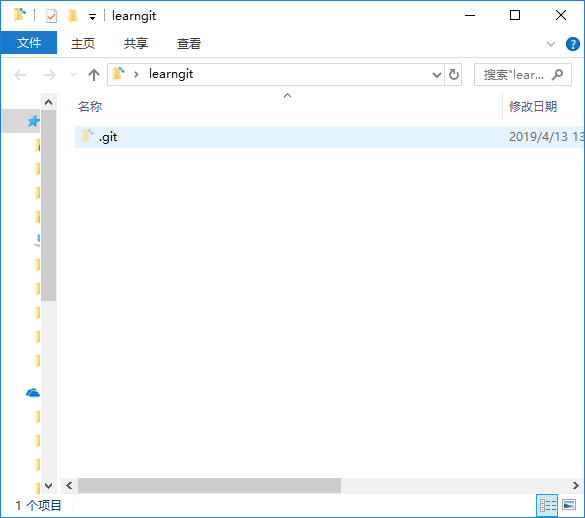 learngit
文件 主页 共享 查看
learngit 搜索"lear...
名称 修改日期
.git 2019/4/13 13
1 个项目